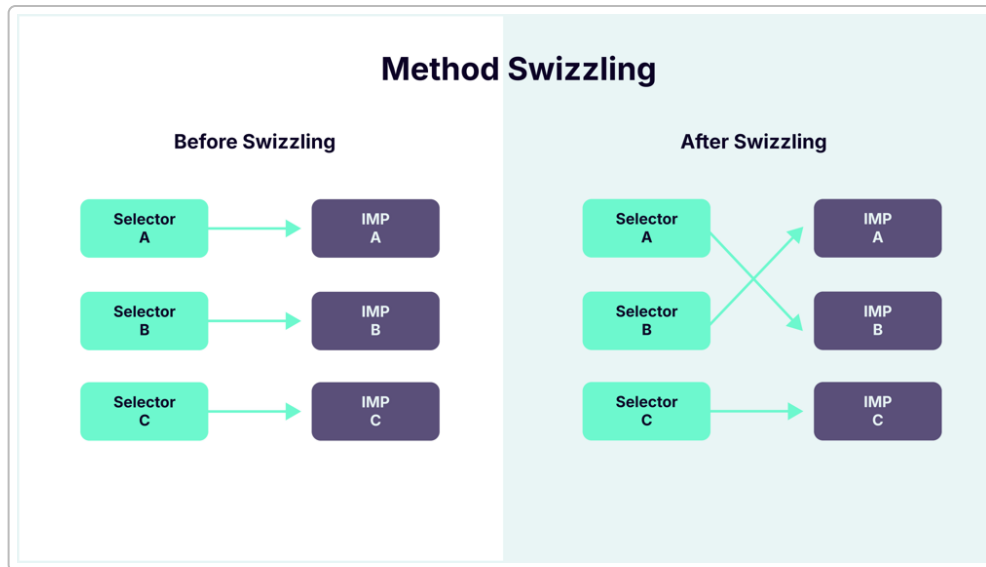 Method Swizzling
Before Swizzling
Selector
A
IMP
A
Selector
B
IMP
B
Selector
C
IMP
C
After Swizzling
Selector
A
IMP
A
Selector
B
IMP
B
Selector
C
IMP
C